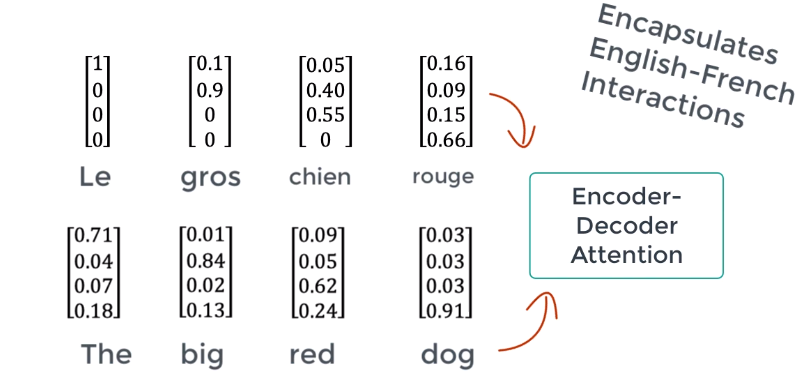 Encapsulates
English-French
Interactions
[1 0 0 0] [0.1 0.9 0 0] [0.05 0.40 0.55 0] [0.16 0.09 0.15 0.66]
Le gros chien rouge
Encoder-
Decoder
Attention
[0.71 0.04 0.07 0.18] [0.01 0.84 0.02 0.13] [0.09 0.05 0.62 0.24] [0.03 0.03 0.03 0.91]
The big red dog